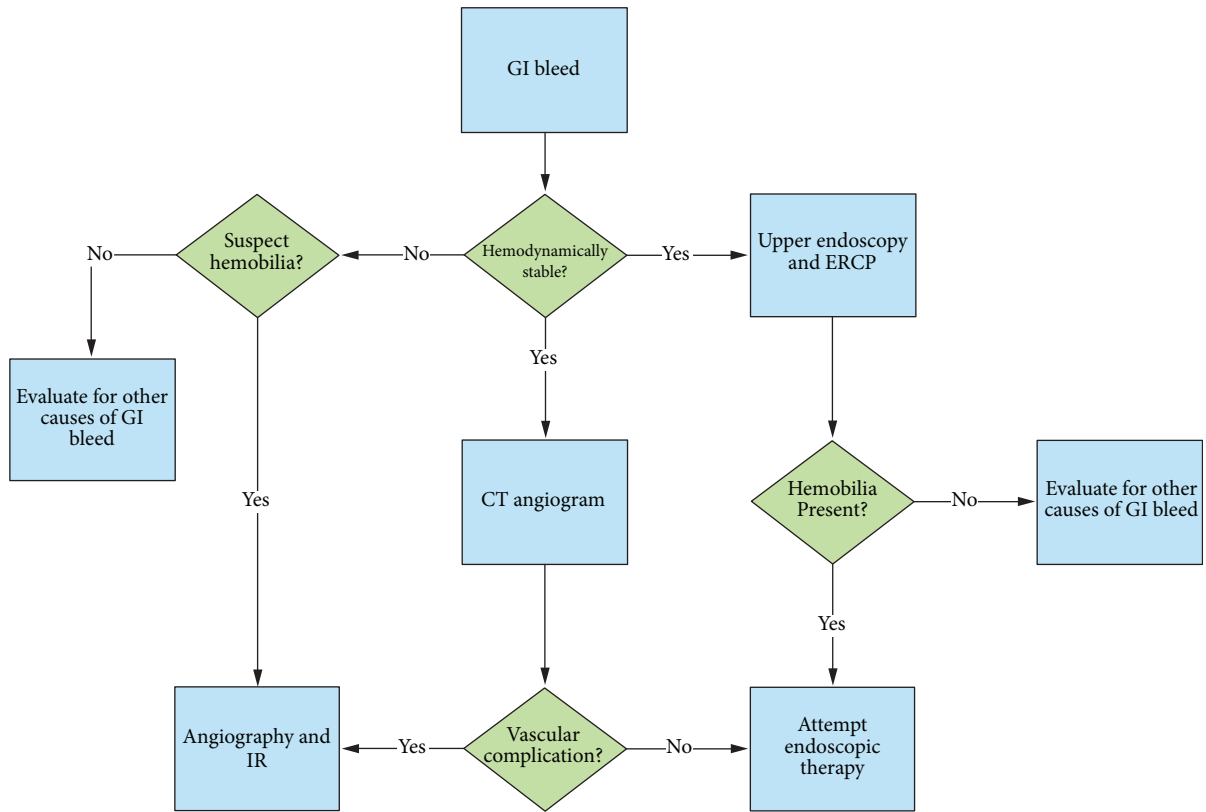 GI bleed
Suspect
hemobilia?
No
No
Hemodynamically
stable?
Yes
Upper endoscopy
and ERCP
Yes
Evaluate for other
causes of GI
bleed
Yes
CT angiogram
Hemobilia
Present?
No
Evaluate for other
causes of GI bleed
Yes
Angiography and
IR
Yes
Vascular
complication?
No
Attempt
endoscopic
therapy